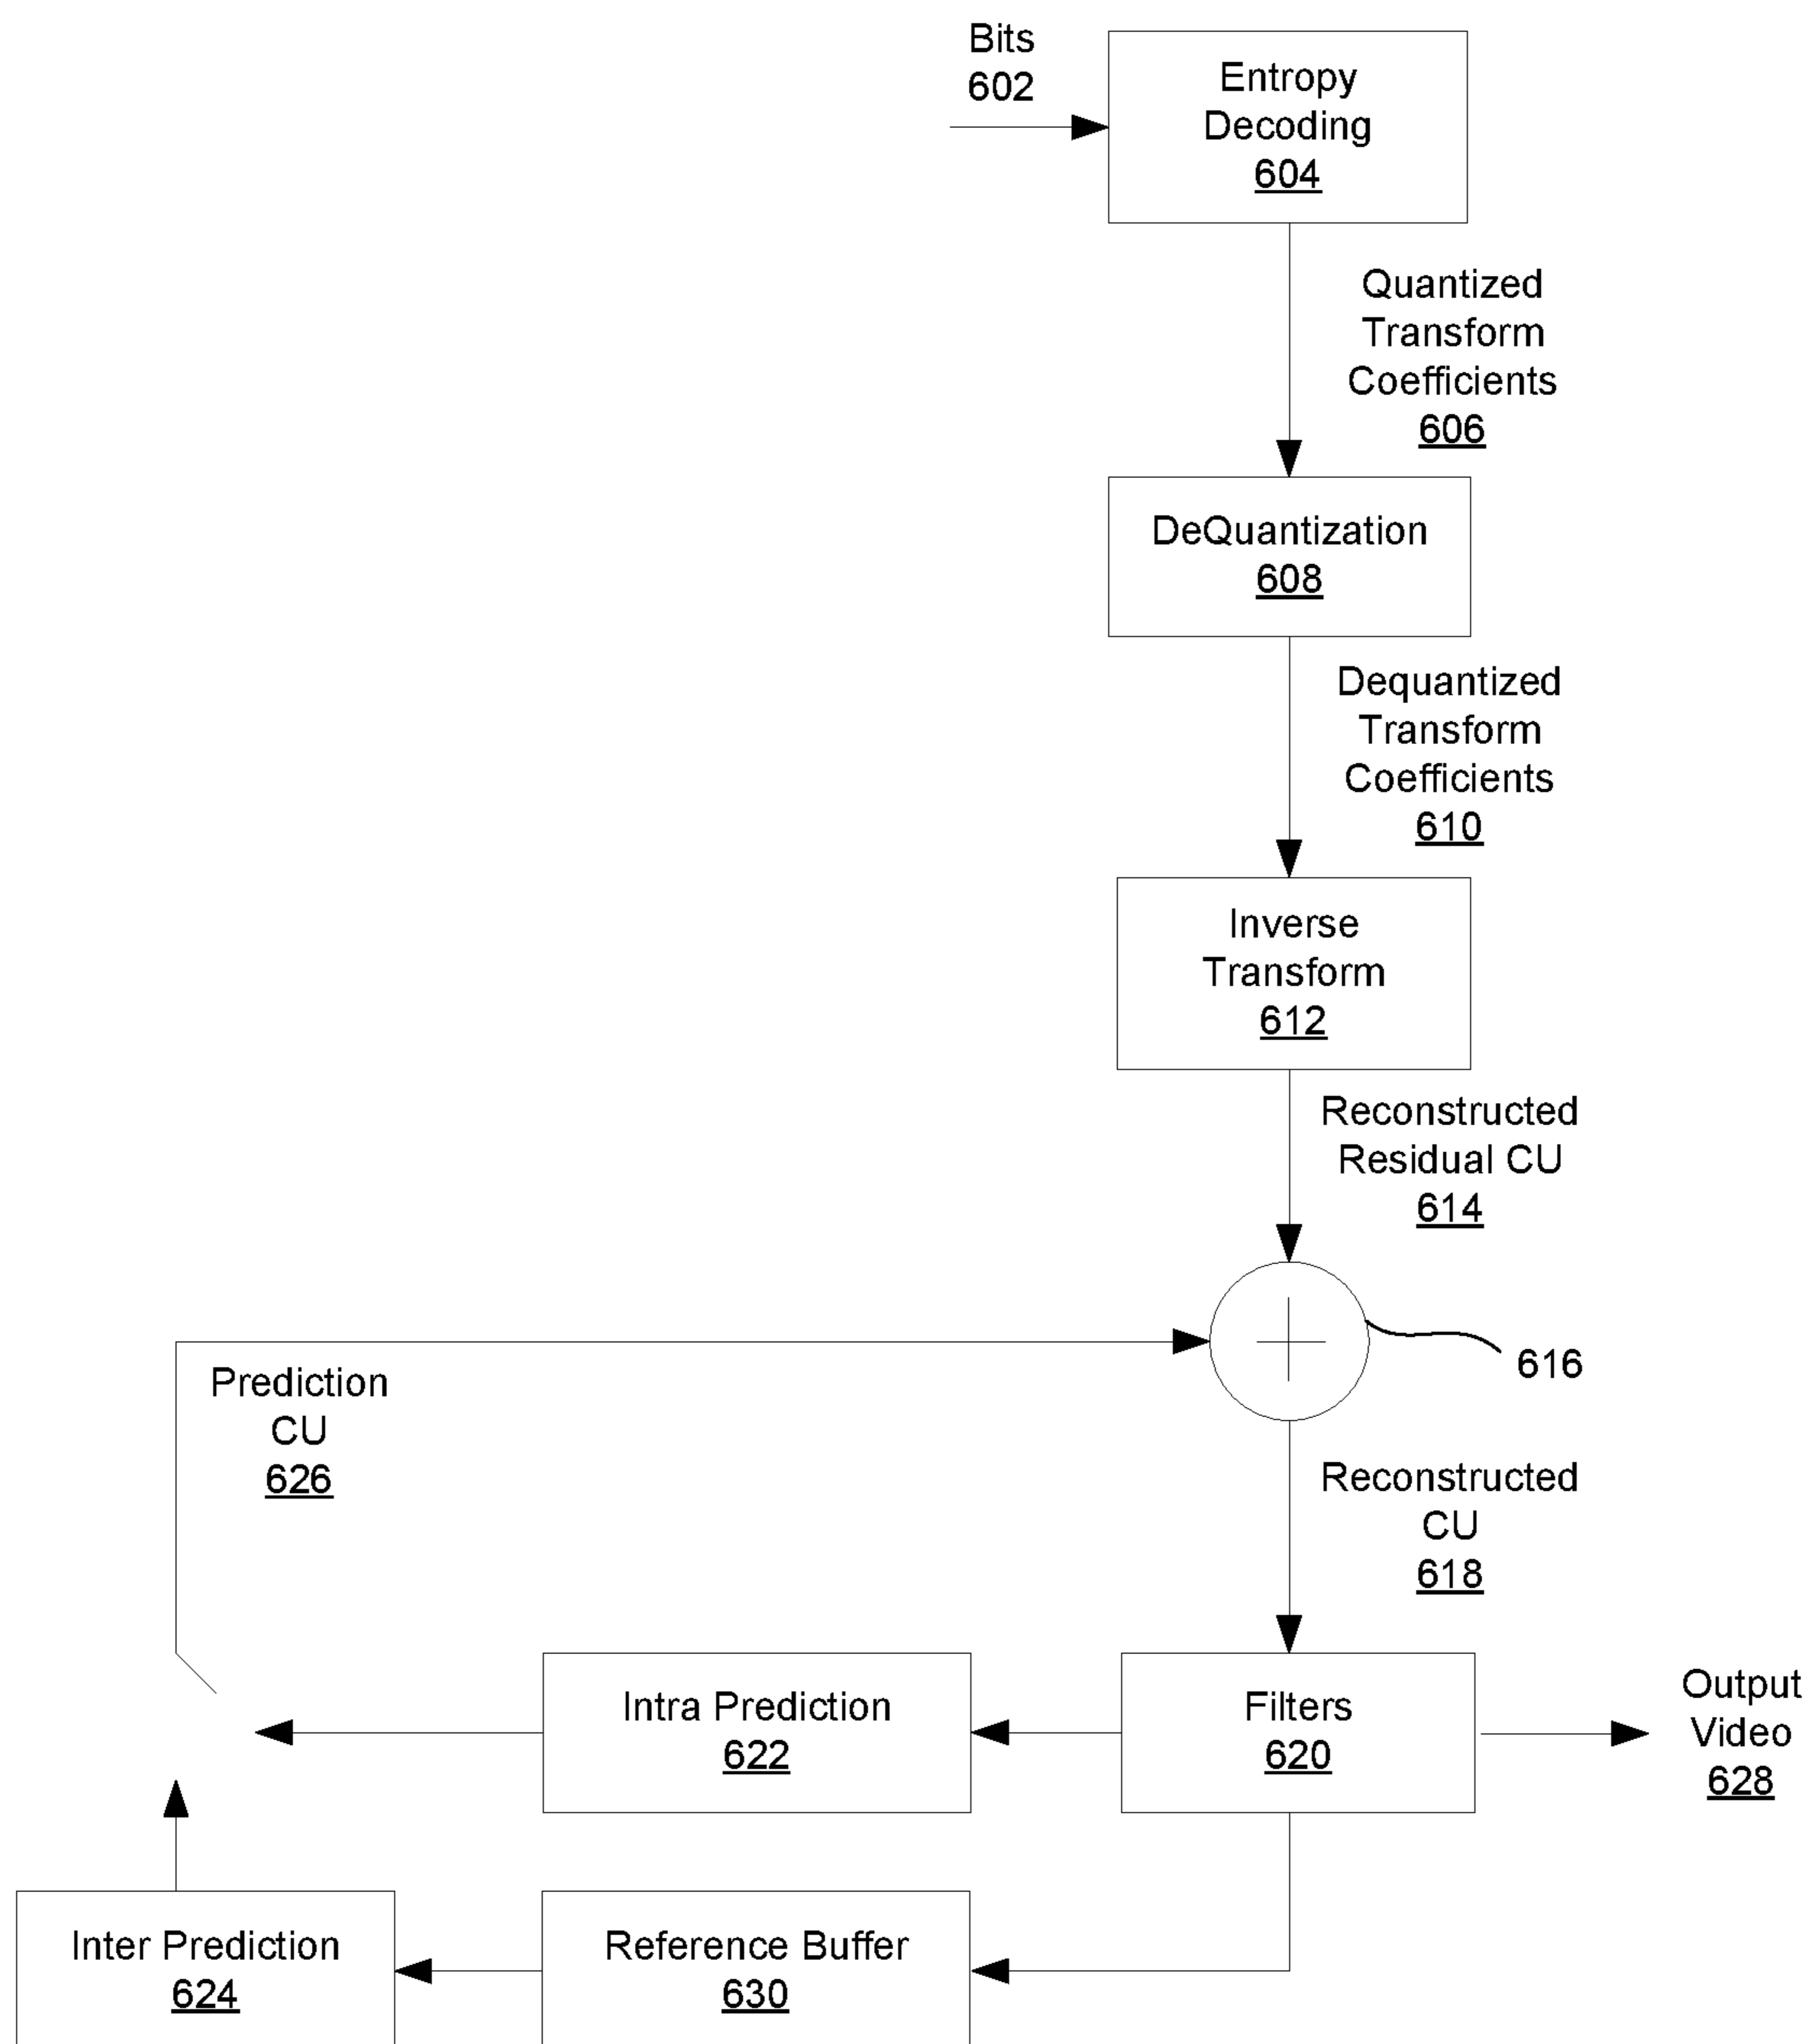 Bits
602
Entropy
Decoding
604
Quantized
Transform
Coefficients
606
DeQuantization
608
Dequantized
Transform
Coefficients
610
Inverse
Transform
612
Reconstructed
Residual CU
614
616
Prediction
CU
626
Reconstructed
CU
618
Intra Prediction
622
Filters
620
Output
Video
628
Inter Prediction
624
Reference Buffer
630